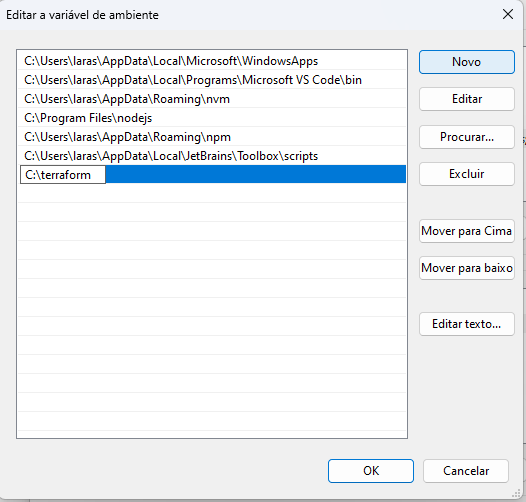 Editar a variável de ambiente
C:\Users\laras\AppData\Local\Microsoft\WindowsApps
C:\Users\laras\AppData\Local\Programs\Microsoft VS Code\bin
C:\Users\laras\AppData\Roaming\nvm
C:\Program Files\nodejs
C:\Users\laras\AppData\Roaming\npm
C:\Users\laras\AppData\Local\JetBrains\Toolbox\scripts
C:\terraform
Novo
Editar
Procurar...
Excluir
Mover para Cima
Mover para baixo
Editar texto...
OK
Cancelar